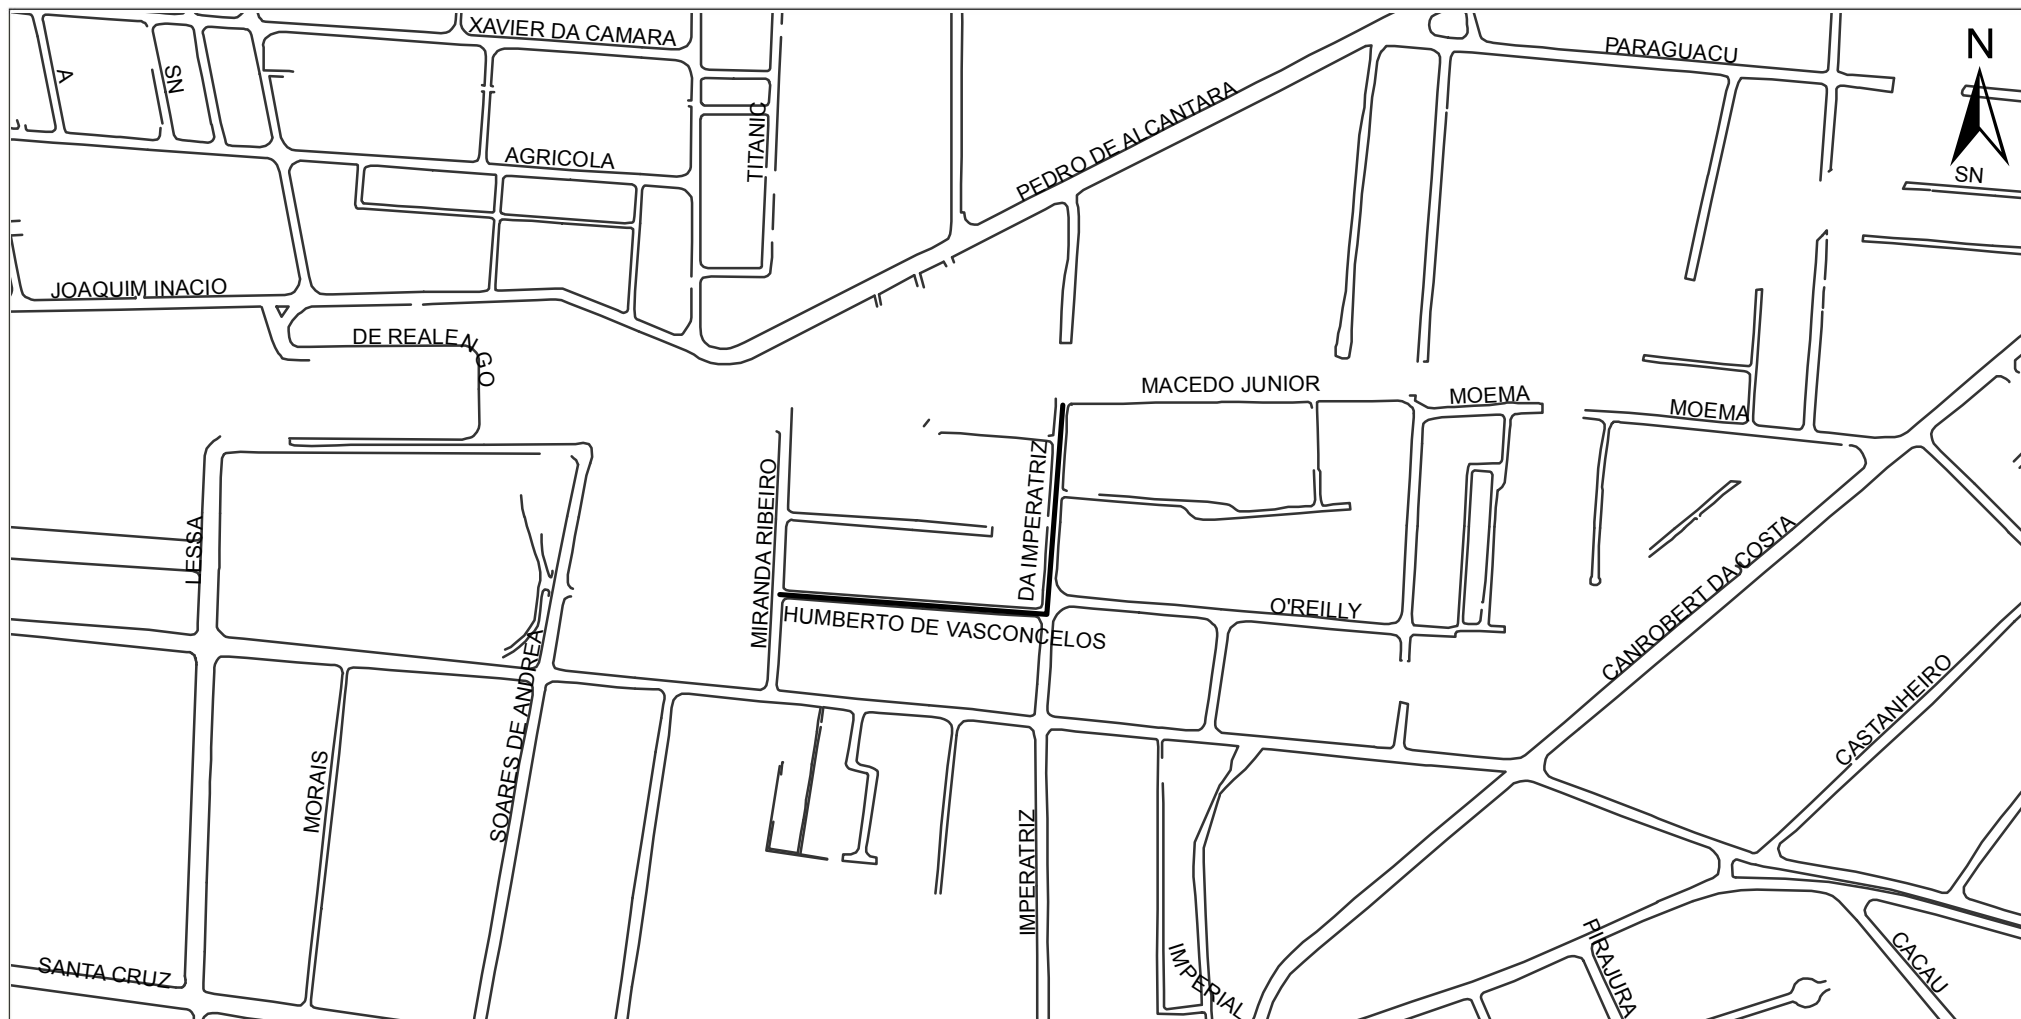 XAVIER DA CAMARA
PARAGUACU
N
A
SN
TITANIC
PEDRO DE ALCANTARA
AGRICOLA
SN
JOAQUIM INACIO
DE REALENGO
MACEDO JUNIOR
MOEMA
MOEMA
LESSA
MIRANDA RIBEIRO
DA IMPERATRIZ
CANROBERT DA COSTA
O'REILLY
HUMBERTO DE VASCONCELOS
SOARES DE ANDREA
CASTANHEIRO
MORAIS
IMPERATRIZ
SANTA CRUZ
IMPERIAL
PIRAJURA
CACAU